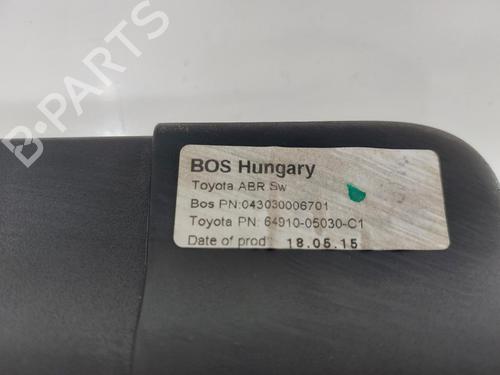 B-PARTS
BOS Hungary
Toyota ABR Sw
Bos PN:043030006701
Toyota PN: 64910-05030-C1
Date of prod 18.05.15